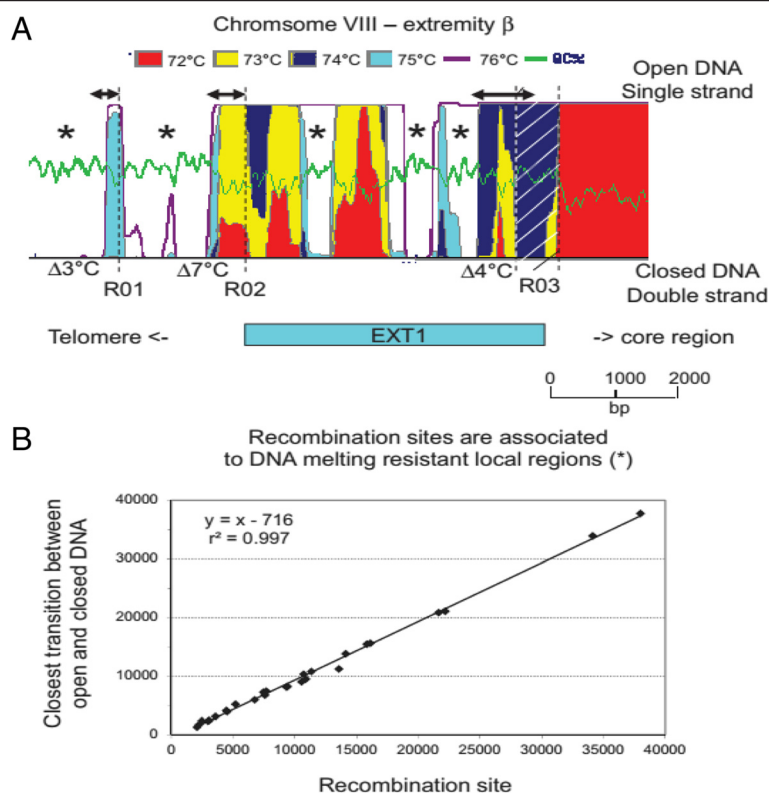 A
Chromsome VIII – extremity β
72°C 73°C 74°C 75°C 76°C GC%
Open DNA
Single strand
* * * * *
Δ3°C Δ7°C Δ4°C
R01 R02 R03
Closed DNA
Double strand
Telomere <- EXT1 -> core region
0 1000 2000
bp
B
Recombination sites are associated
to DNA melting resistant local regions (*)
y = x - 716
r² = 0.997
40000
30000
20000
10000
0
Closest transition between
open and closed DNA
0 5000 10000 15000 20000 25000 30000 35000 40000
Recombination site